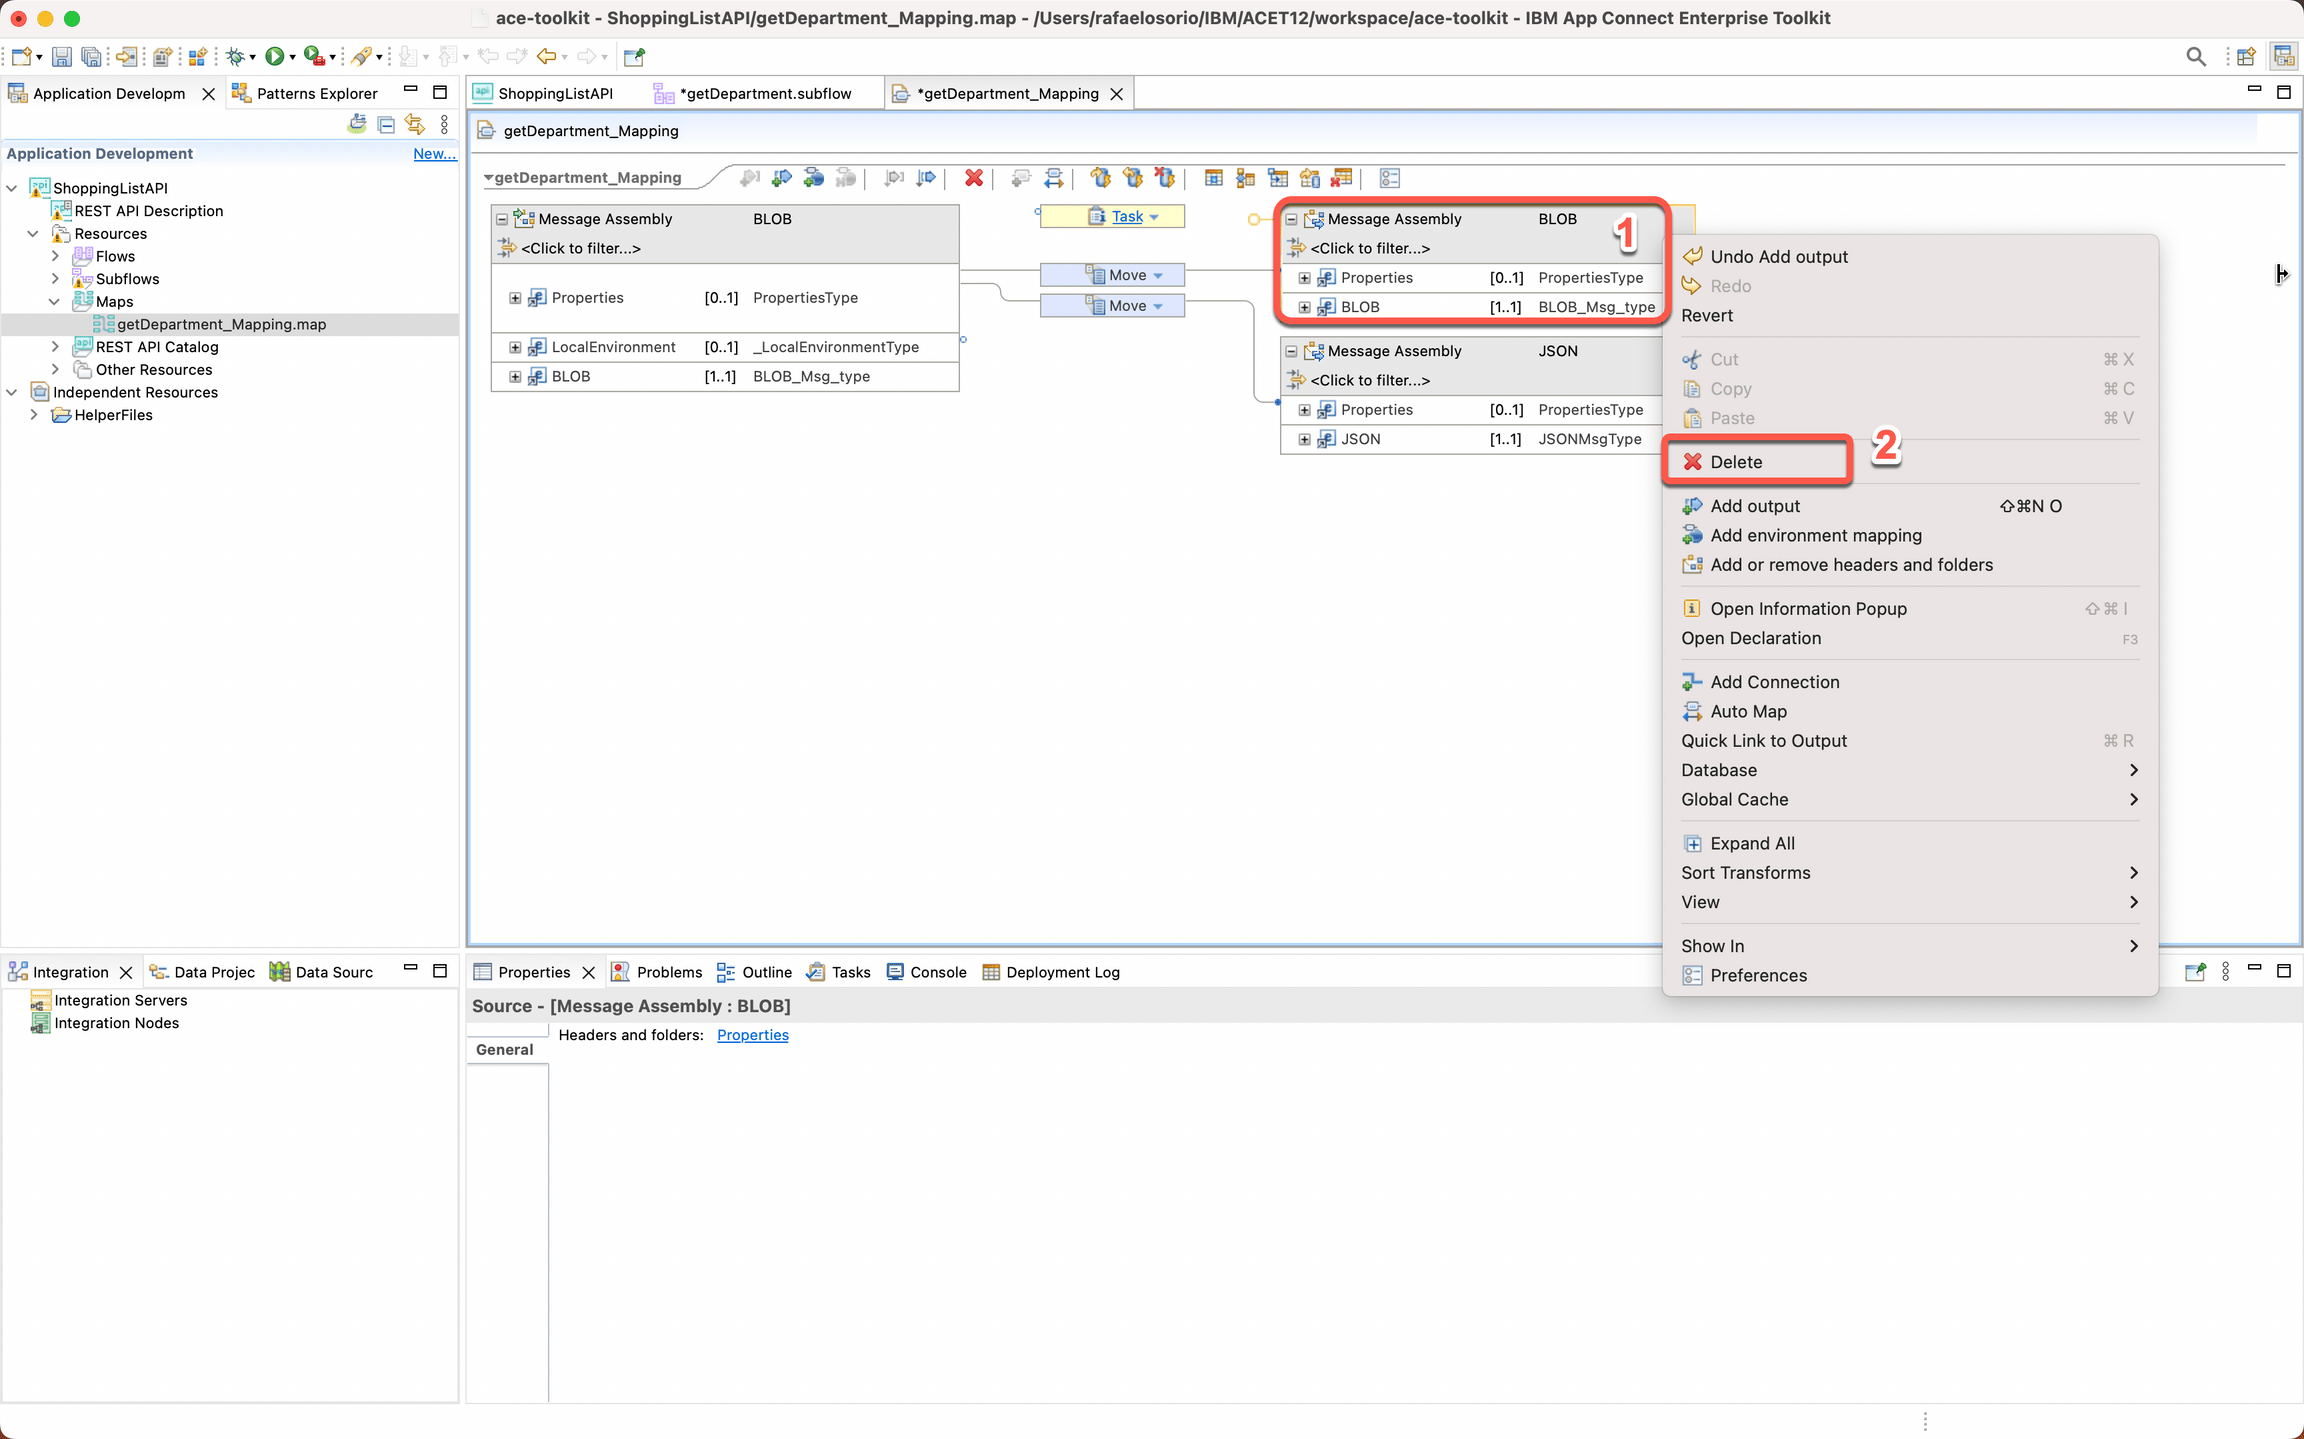 ace-toolkit - ShoppingListAPI/getDepartment_Mapping.map - /Users/rafaelosorio/IBM/ACET12/workspace/ace-toolkit - IBM App Connect Enterprise Toolkit
Application Developm
Patterns Explorer
Application Development
New...
ShoppingListAPI
REST API Description
Resources
Flows
Subflows
Maps
getDepartment_Mapping.map
REST API Catalog
Other Resources
Independent Resources
HelperFiles
ShoppingListAPI
*getDepartment.subflow
*getDepartment_Mapping
getDepartment_Mapping
getDepartment_Mapping
Message Assembly BLOB
<Click to filter...>
Properties [0..1] PropertiesType
LocalEnvironment [0..1] _LocalEnvironmentType
BLOB [1..1] BLOB_Msg_type
Task
Move
Move
Message Assembly BLOB
1
<Click to filter...>
Properties [0..1] PropertiesType
BLOB [1..1] BLOB_Msg_type
Message Assembly JSON
<Click to filter...>
Properties [0..1] PropertiesType
JSON [1..1] JSONMsgType
Undo Add output
Redo
Revert
Cut ⌘ X
Copy ⌘ C
Paste ⌘ V
Delete
2
Add output ⇧⌘N O
Add environment mapping
Add or remove headers and folders
Open Information Popup ⇧ ⌘ I
Open Declaration F3
Add Connection
Auto Map
Quick Link to Output ⌘ R
Database
Global Cache
Expand All
Sort Transforms
View
Show In
Preferences
Integration
Data Projec
Data Sourc
Integration Servers
Integration Nodes
Properties
Problems
Outline
Tasks
Console
Deployment Log
Source - [Message Assembly : BLOB]
General
Headers and folders: Properties